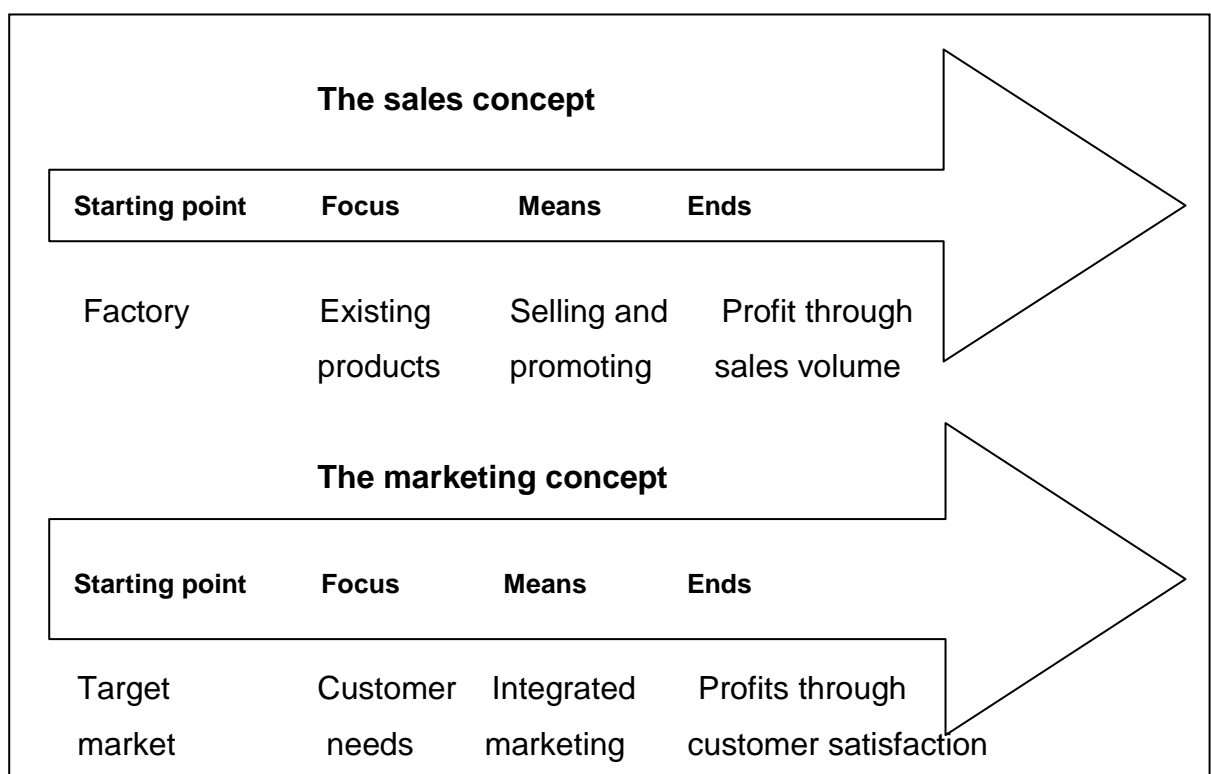 The sales concept
Starting point Focus Means Ends
Factory Existing Selling and Profit through
products promoting sales volume
The marketing concept
Starting point Focus Means Ends
Target Customer Integrated Profits through
market needs marketing customer satisfaction